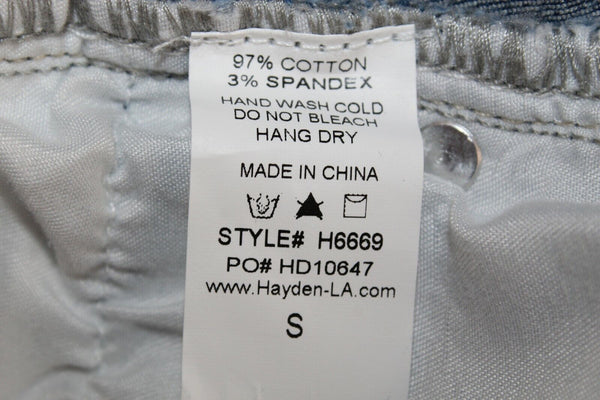 97% COTTON
3% SPANDEX
HAND WASH COLD
DO NOT BLEACH
HANG DRY
MADE IN CHINA
STYLE# H6669
PO# HD10647
www.Hayden-LA.com
S